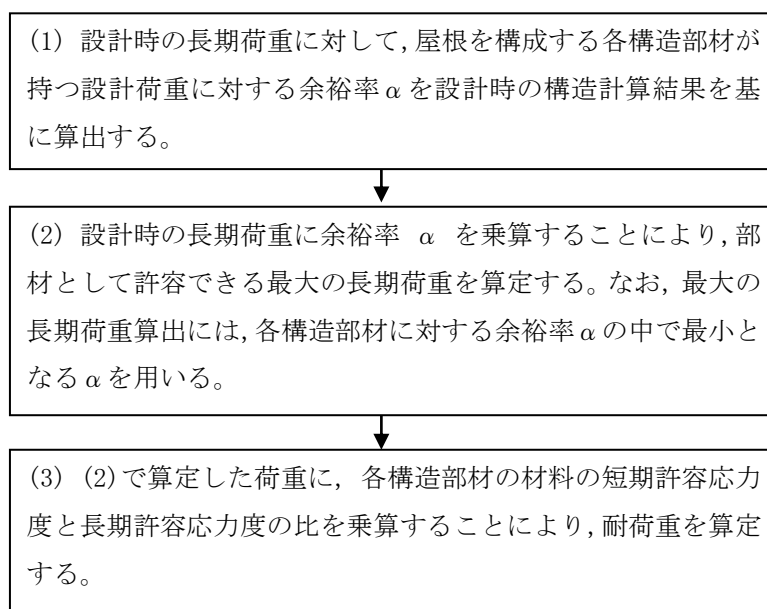 (1) 設計時の長期荷重に対して,屋根を構成する各構造部材が
持つ設計荷重に対する余裕率αを設計時の構造計算結果を基
に算出する。
(2) 設計時の長期荷重に余裕率 α を乗算することにより,部
材として許容できる最大の長期荷重を算定する。なお, 最大の
長期荷重算出には,各構造部材に対する余裕率αの中で最小と
なるαを用いる。
(3) (2)で算定した荷重に, 各構造部材の材料の短期許容応力
度と長期許容応力度の比を乗算することにより,耐荷重を算定
する。